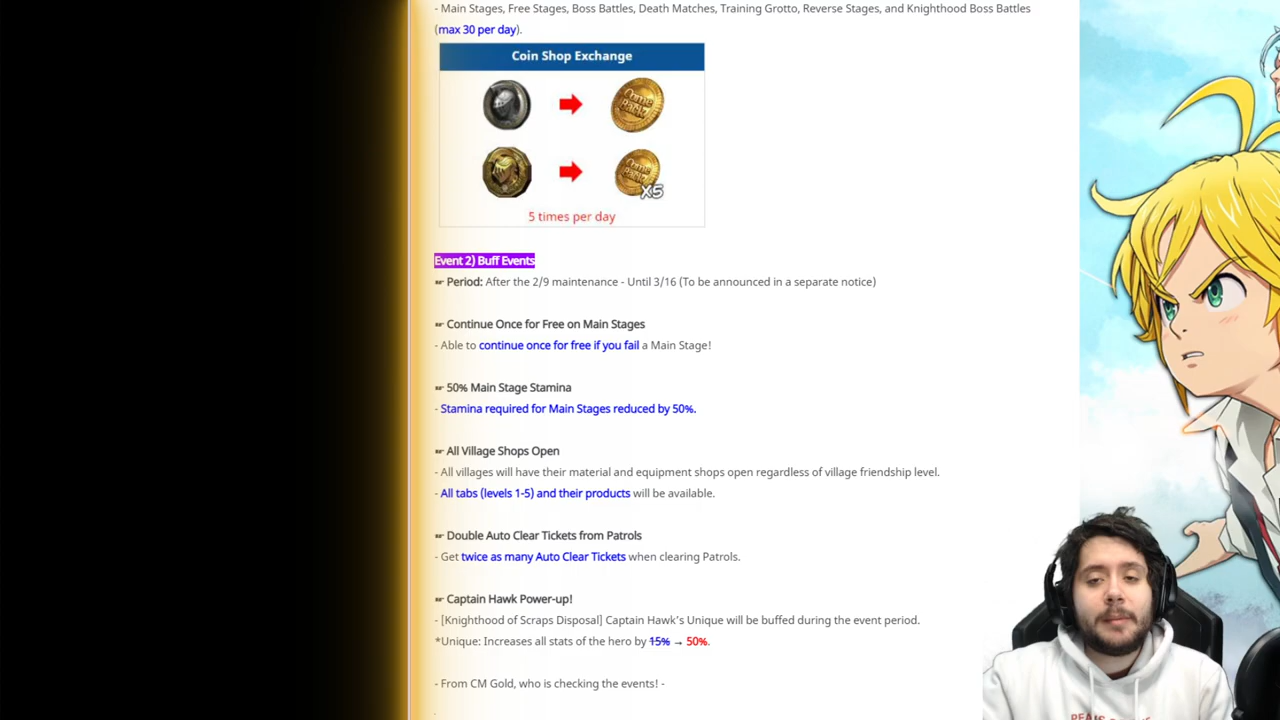 - Main Stages, Free Stages, Boss Battles, Death Matches, Training Grotto, Reverse Stages, and Knighthood Boss Battles
(max 30 per day).
Coin Shop Exchange
Come Back
Come Back
X5
5 times per day
Event 2) Buff Events
☛ Period: After the 2/9 maintenance - Until 3/16 (To be announced in a separate notice)
☛ Continue Once for Free on Main Stages
- Able to continue once for free if you fail a Main Stage!
☛ 50% Main Stage Stamina
- Stamina required for Main Stages reduced by 50%.
☛ All Village Shops Open
- All villages will have their material and equipment shops open regardless of village friendship level.
- All tabs (levels 1-5) and their products will be available.
☛ Double Auto Clear Tickets from Patrols
- Get twice as many Auto Clear Tickets when clearing Patrols.
☛ Captain Hawk Power-up!
- [Knighthood of Scraps Disposal] Captain Hawk's Unique will be buffed during the event period.
*Unique: Increases all stats of the hero by 15% → 50%.
- From CM Gold, who is checking the events! -